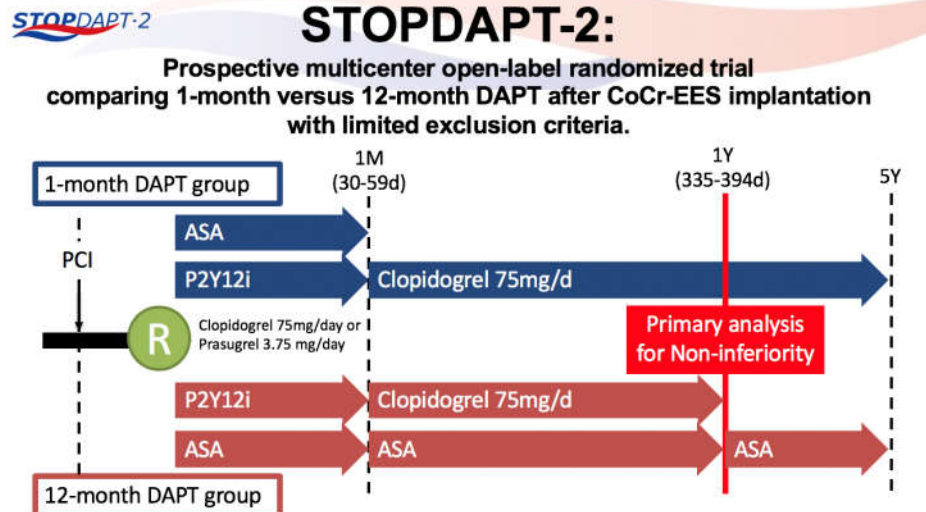 STOPDAPT-2
STOPDAPT-2:
Prospective multicenter open-label randomized trial
comparing 1-month versus 12-month DAPT after CoCr-EES implantation
with limited exclusion criteria.
1M
(30-59d)
1Y
(335-394d)
5Y
1-month DAPT group
ASA
PCI
P2Y12i
Clopidogrel 75mg/d
R
Clopidogrel 75mg/day or
Prasugrel 3.75 mg/day
Primary analysis
for Non-inferiority
P2Y12i
Clopidogrel 75mg/d
ASA
ASA
ASA
12-month DAPT group